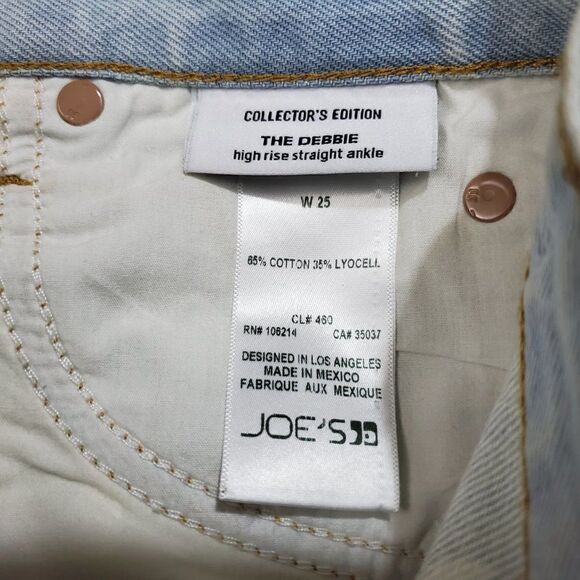 COLLECTOR'S EDITION
THE DEBBIE
high rise straight ankle
W 25
65% COTTON 35% LYOCELL
CL# 460
RN# 106214 CA# 35037
DESIGNED IN LOS ANGELES
MADE IN MEXICO
FABRIQUE AUX MEXIQUE
JOE'S